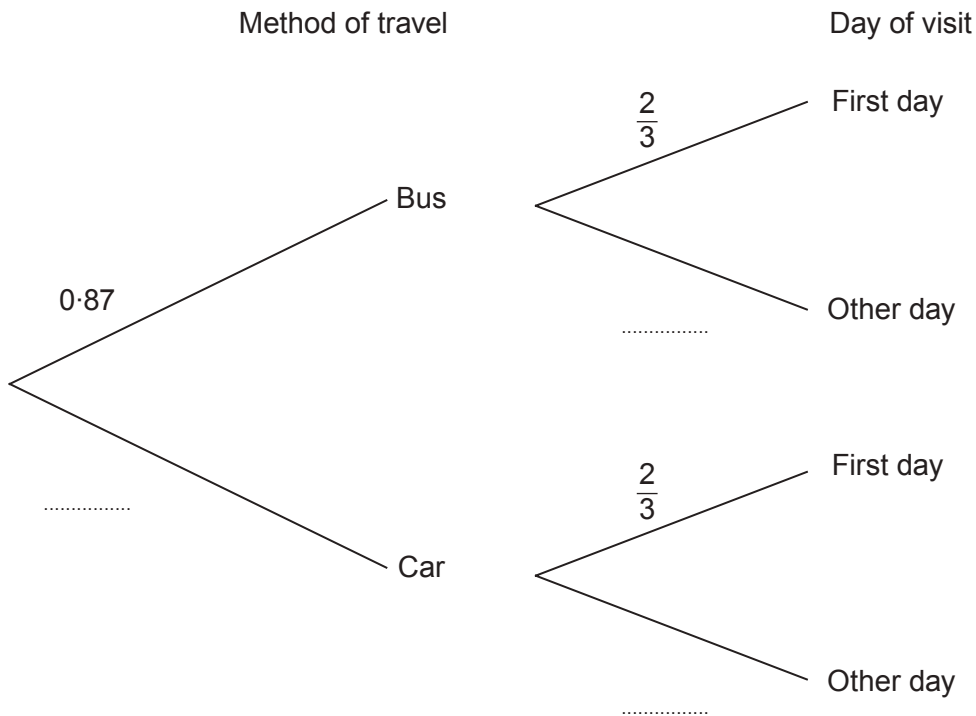 Method of travel
Day of visit
2
3
First day
Bus
0·87
Other day
................
2
3
First day
................
Car
Other day
................